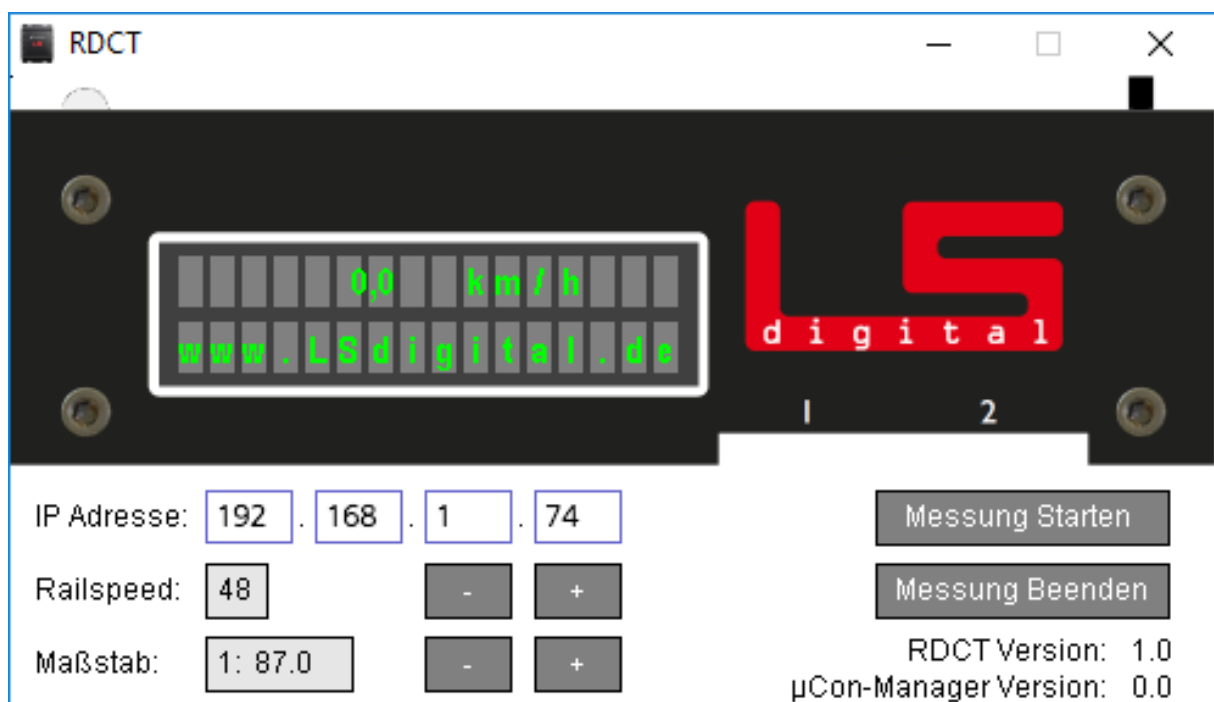 RDCT
0,0 km/h
www.LSdigital.de
LS
digital
1 2
IP Adresse: 192 . 168 . 1 . 74
Messung Starten
Railspeed: 48 - +
Messung Beenden
Maßstab: 1: 87.0 - +
RDCT Version: 1.0
µCon-Manager Version: 0.0